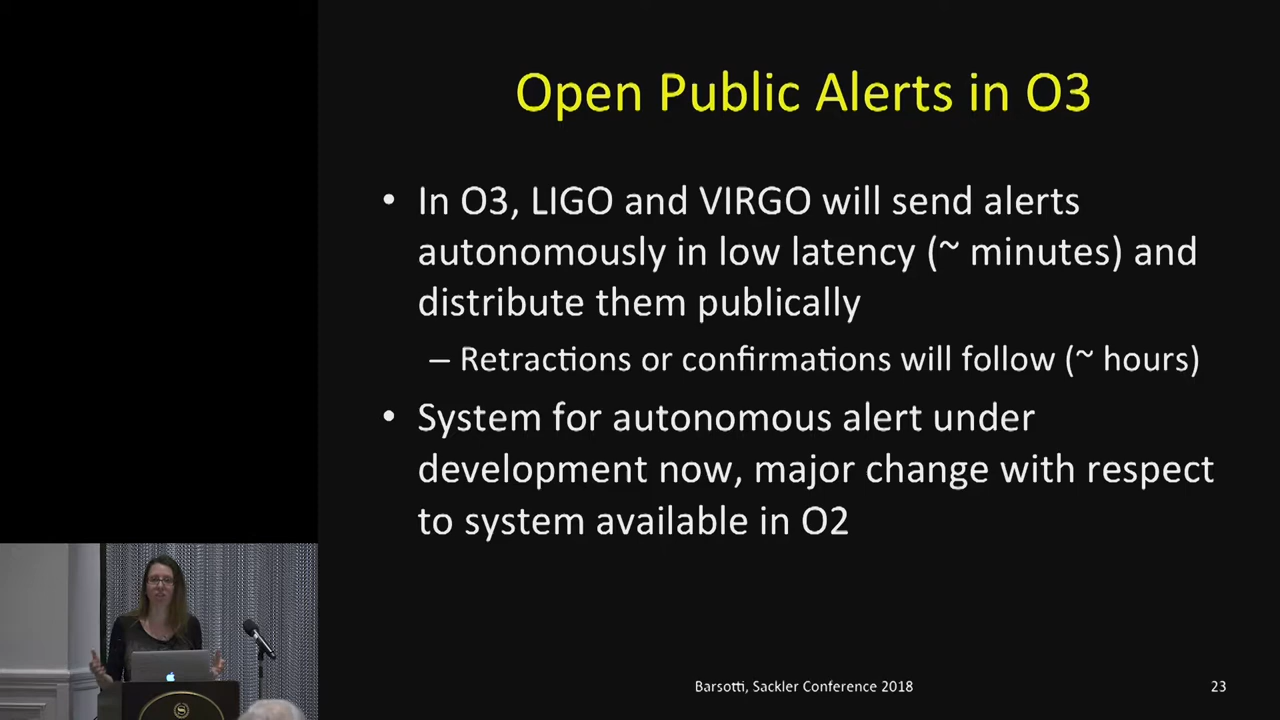 Open Public Alerts in O3
• In O3, LIGO and VIRGO will send alerts
autonomously in low latency (~ minutes) and
distribute them publically
– Retractions or confirmations will follow (~ hours)
• System for autonomous alert under
development now, major change with respect
to system available in O2
Barsotti, Sackler Conference 2018
23
S